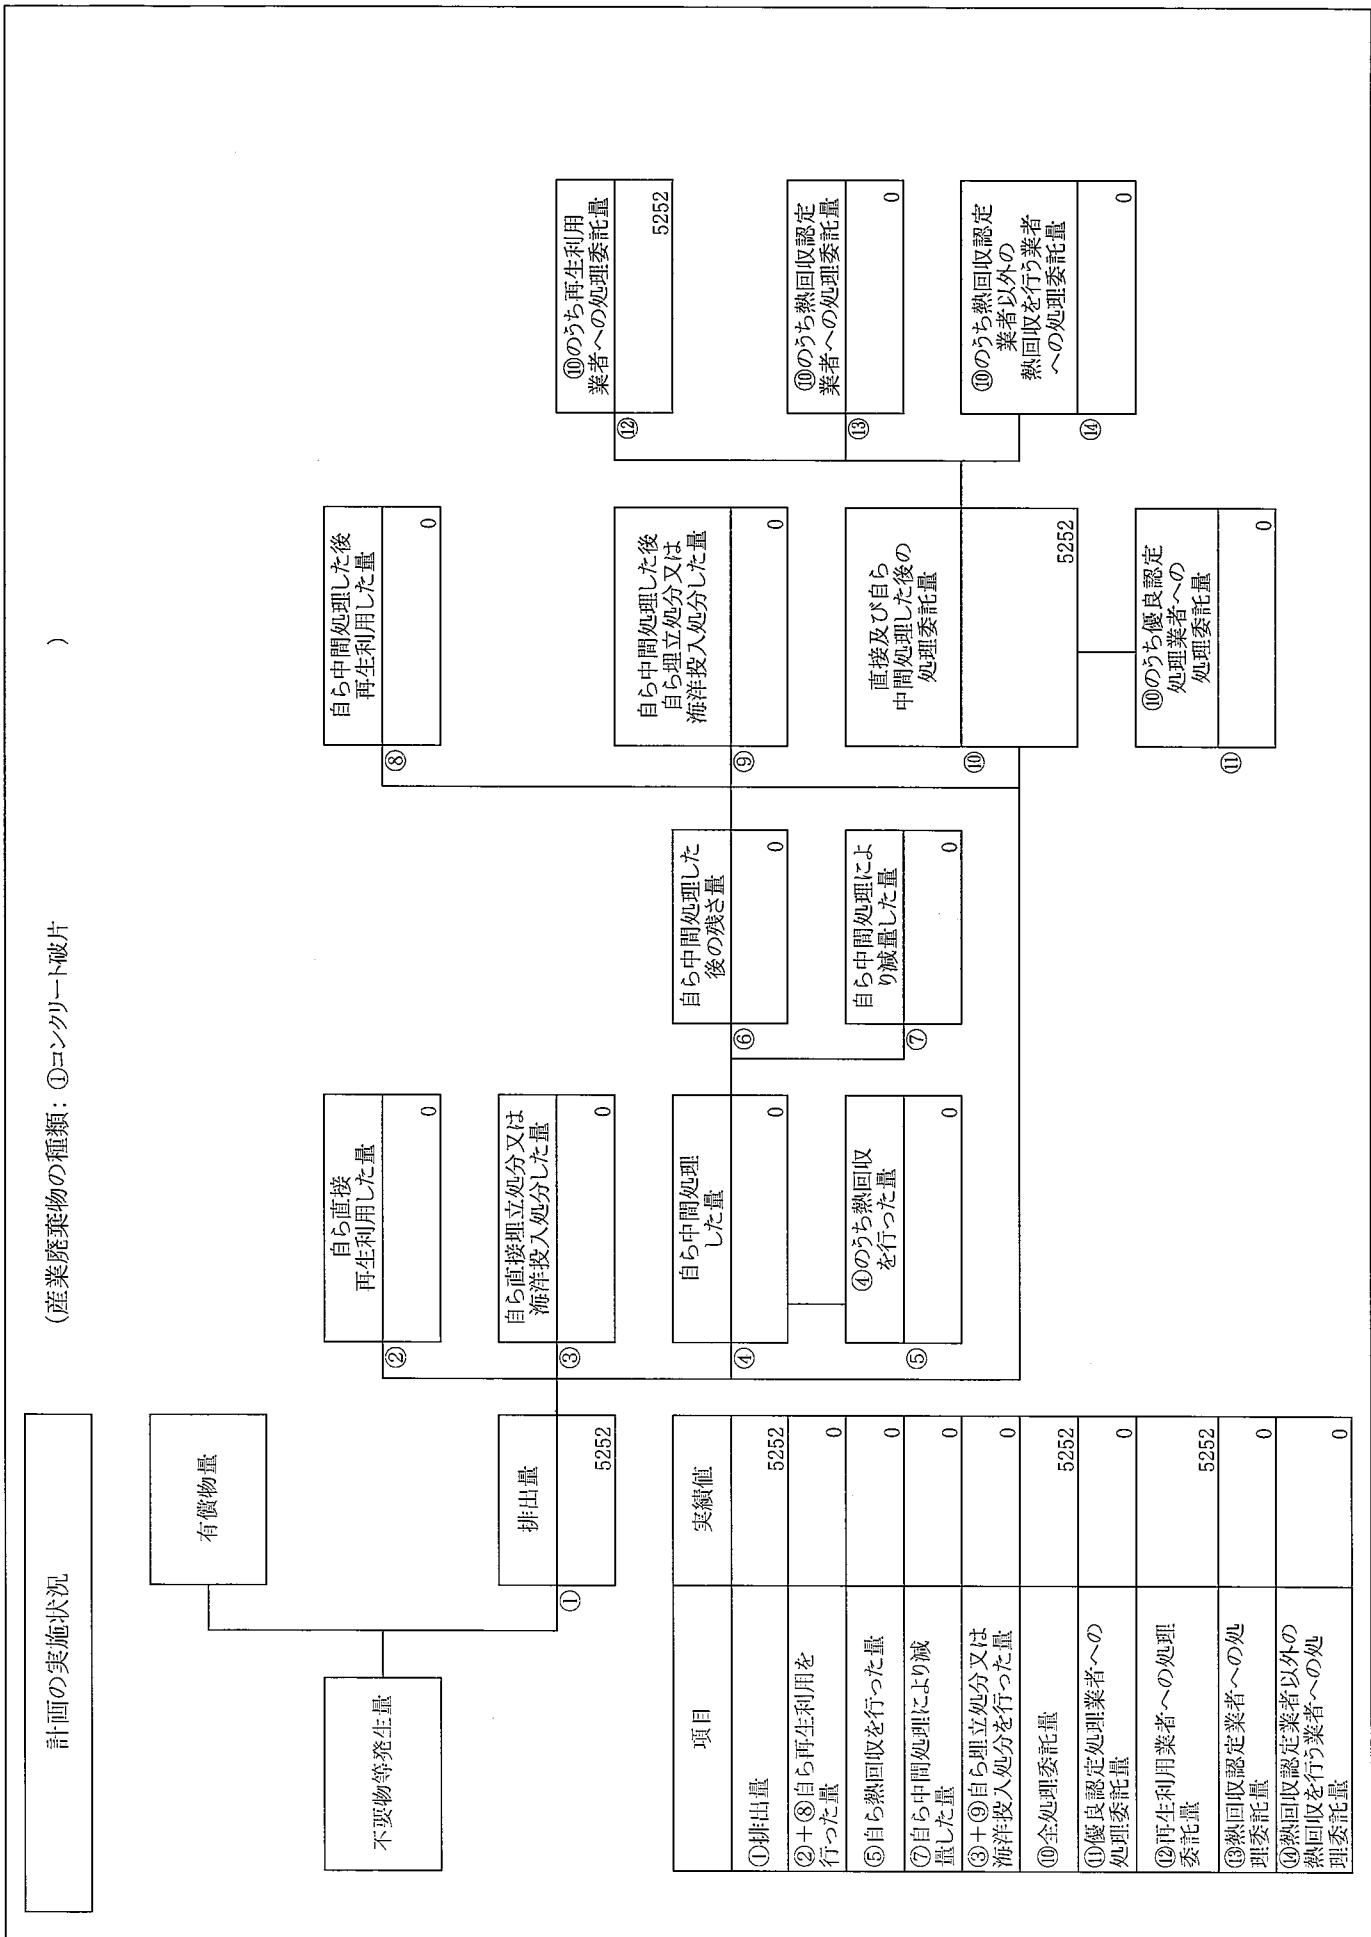 計画の実施状況
(産業廃棄物の種類：①コンクリート破片　　　　　)
不要物等発生量
有償物量
①
排出量
5252
②
自ら直接
再生利用した量
0
③
自ら直接埋立処分又は
海洋投入処分した量
0
④
自ら中間処理
した量
0
⑤
④のうち熱回収
を行った量
0
⑥
自ら中間処理した
後の残さ量
0
⑦
自ら中間処理によ
り減量した量
0
⑧
自ら中間処理した後
再生利用した量
0
⑨
自ら中間処理した後
自ら埋立処分又は
海洋投入処分した量
0
⑩
直接及び自ら
中間処理した後の
処理委託量
5252
⑪
⑩のうち優良認定
処理業者への
処理委託量
0
⑫
⑩のうち再生利用
業者への処理委託量
5252
⑬
⑩のうち熱回収認定
業者への処理委託量
0
⑭
⑩のうち熱回収認定
業者以外の
熱回収を行う業者
への処理委託量
0
項目　実績値
①排出量　5252
②＋⑧自ら再生利用を
行った量　0
⑤自ら熱回収を行った量　0
⑦自ら中間処理により減
量した量　0
③＋⑨自ら埋立処分又は
海洋投入処分を行った量　0
⑩全処理委託量　5252
⑪優良認定処理業者への
処理委託量　0
⑫再生利用業者への処理
委託量　5252
⑬熱回収認定業者への処
理委託量　0
⑭熱回収認定業者以外の
熱回収を行う業者への処
理委託量　0